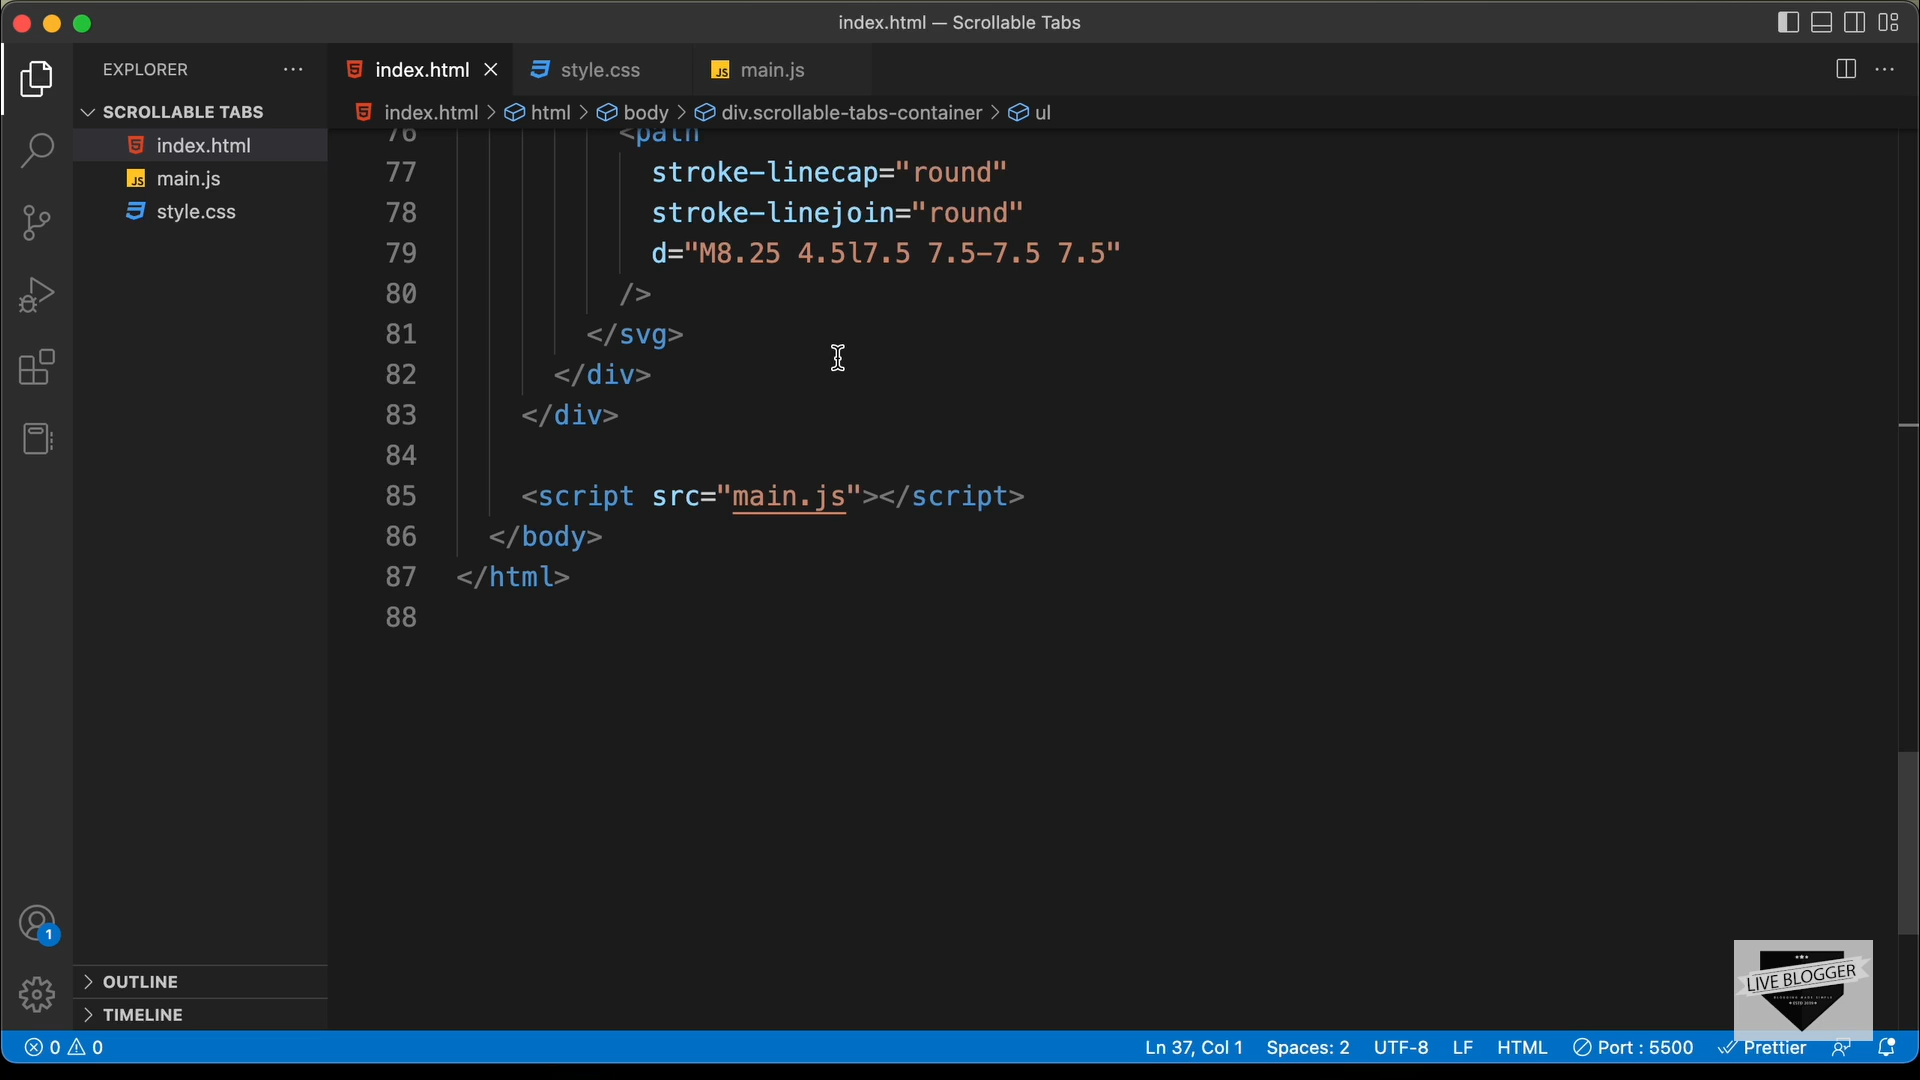 index.html — Scrollable Tabs
EXPLORER
SCROLLABLE TABS
index.html
main.js
style.css
OUTLINE
TIMELINE
index.html
style.css
main.js
index.html > html > body > div.scrollable-tabs-container > ul
76 <path
77 stroke-linecap="round"
78 stroke-linejoin="round"
79 d="M8.25 4.5l7.5 7.5-7.5 7.5"
80 />
81 </svg>
82 </div>
83 </div>
84
85 <script src="main.js"></script>
86 </body>
87 </html>
88
LIVE BLOGGER
1
0 0
Ln 37, Col 1 Spaces: 2 UTF-8 LF HTML Port : 5500 Prettier